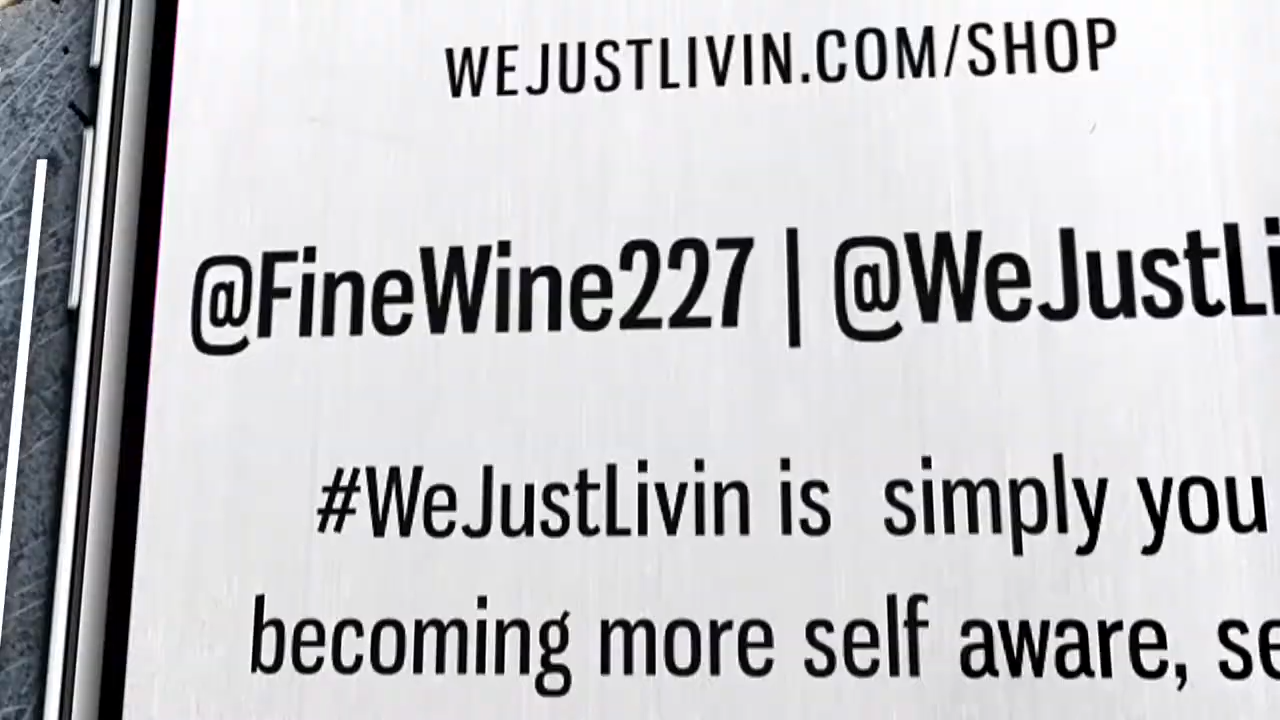 WEJUSTLIVIN.COM/SHOP
@FineWine227 | @WeJustLi
#WeJustLivin is simply you
becoming more self aware, se